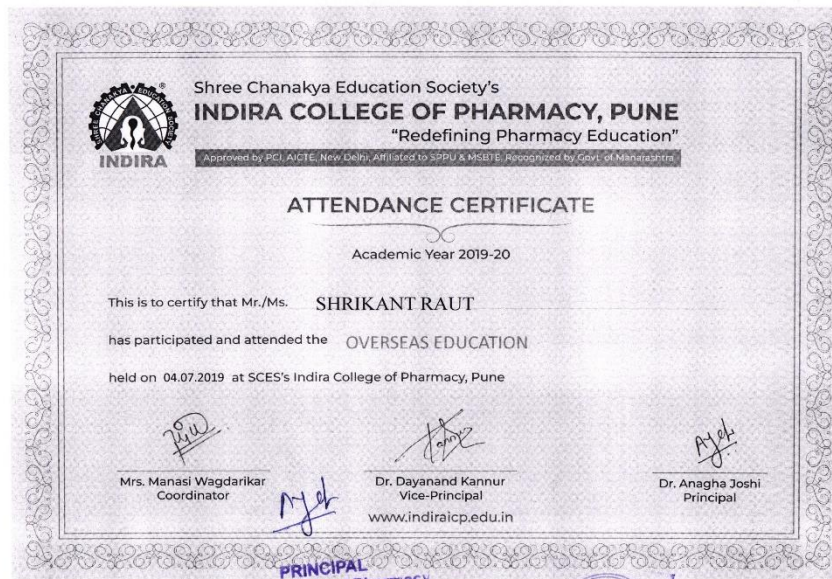 SHREE CHANAKYA EDUCATION SOCIETY
®
INDIRA
Shree Chanakya Education Society's
INDIRA COLLEGE OF PHARMACY, PUNE
"Redefining Pharmacy Education"
Approved by PCI, AICTE, New Delhi, Affiliated to SPPU & MSBTE, Recognized by Govt. of Maharashtra
ATTENDANCE CERTIFICATE
Academic Year 2019-20
This is to certify that Mr./Ms. SHRIKANT RAUT
has participated and attended the OVERSEAS EDUCATION
held on 04.07.2019 at SCES's Indira College of Pharmacy, Pune
Mrs. Manasi Wagdarikar
Coordinator
Dr. Dayanand Kannur
Vice-Principal
Dr. Anagha Joshi
Principal
www.indiraicp.edu.in
PRINCIPAL